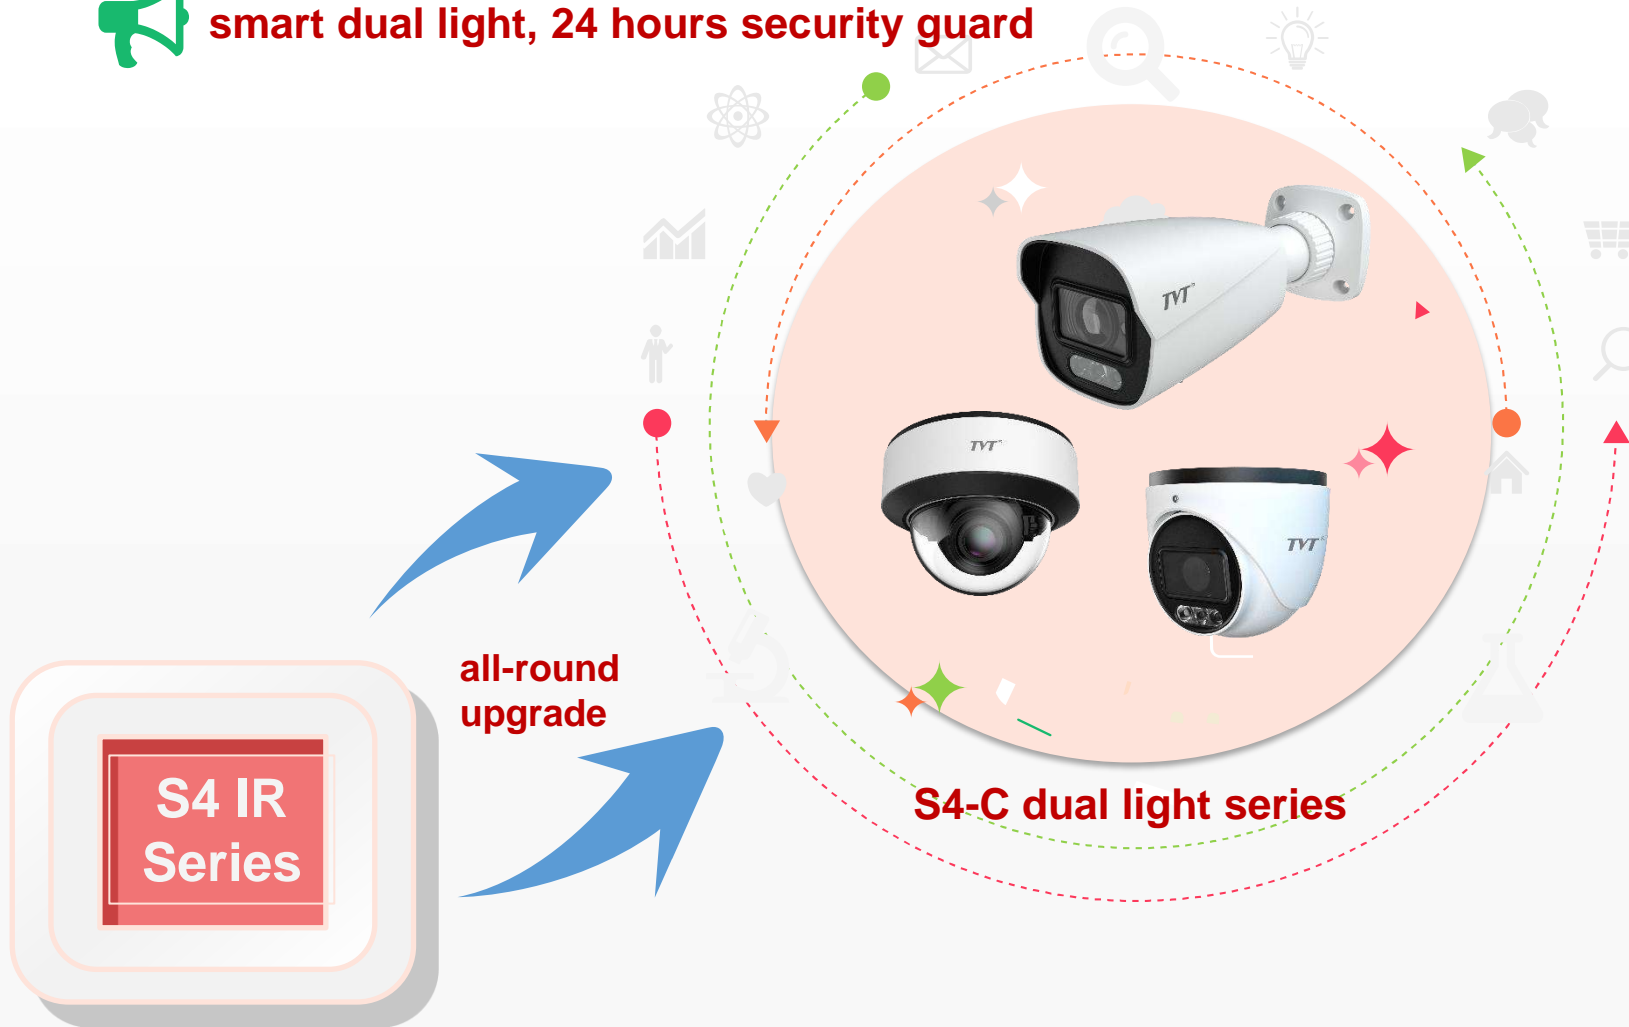 smart dual light, 24 hours security guard
TVT
TVT
TVT
all-round
upgrade
S4 IR
Series
S4-C dual light series